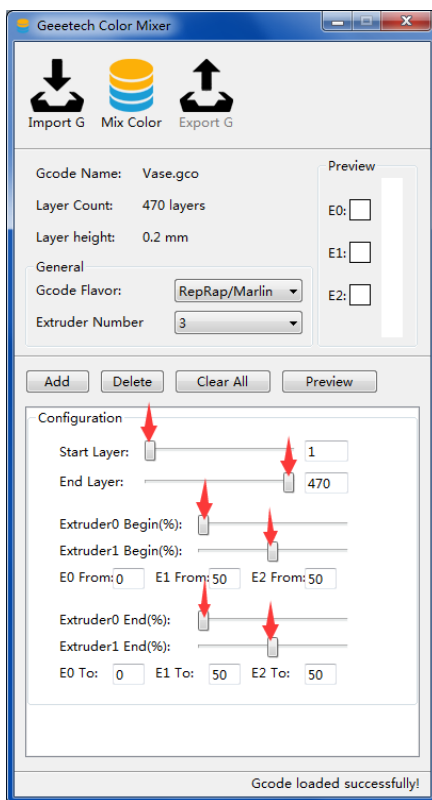 Geeetech Color Mixer
Import G Mix Color Export G
Gcode Name: Vase.gco
Layer Count: 470 layers
Layer height: 0.2 mm
General
Gcode Flavor: RepRap/Marlin
Extruder Number 3
Preview
E0:
E1:
E2:
Add Delete Clear All Preview
Configuration
Start Layer: 1
End Layer: 470
Extruder0 Begin(%):
Extruder1 Begin(%):
E0 From: 0 E1 From: 50 E2 From: 50
Extruder0 End(%):
Extruder1 End(%):
E0 To: 0 E1 To: 50 E2 To: 50
Gcode loaded successfully!